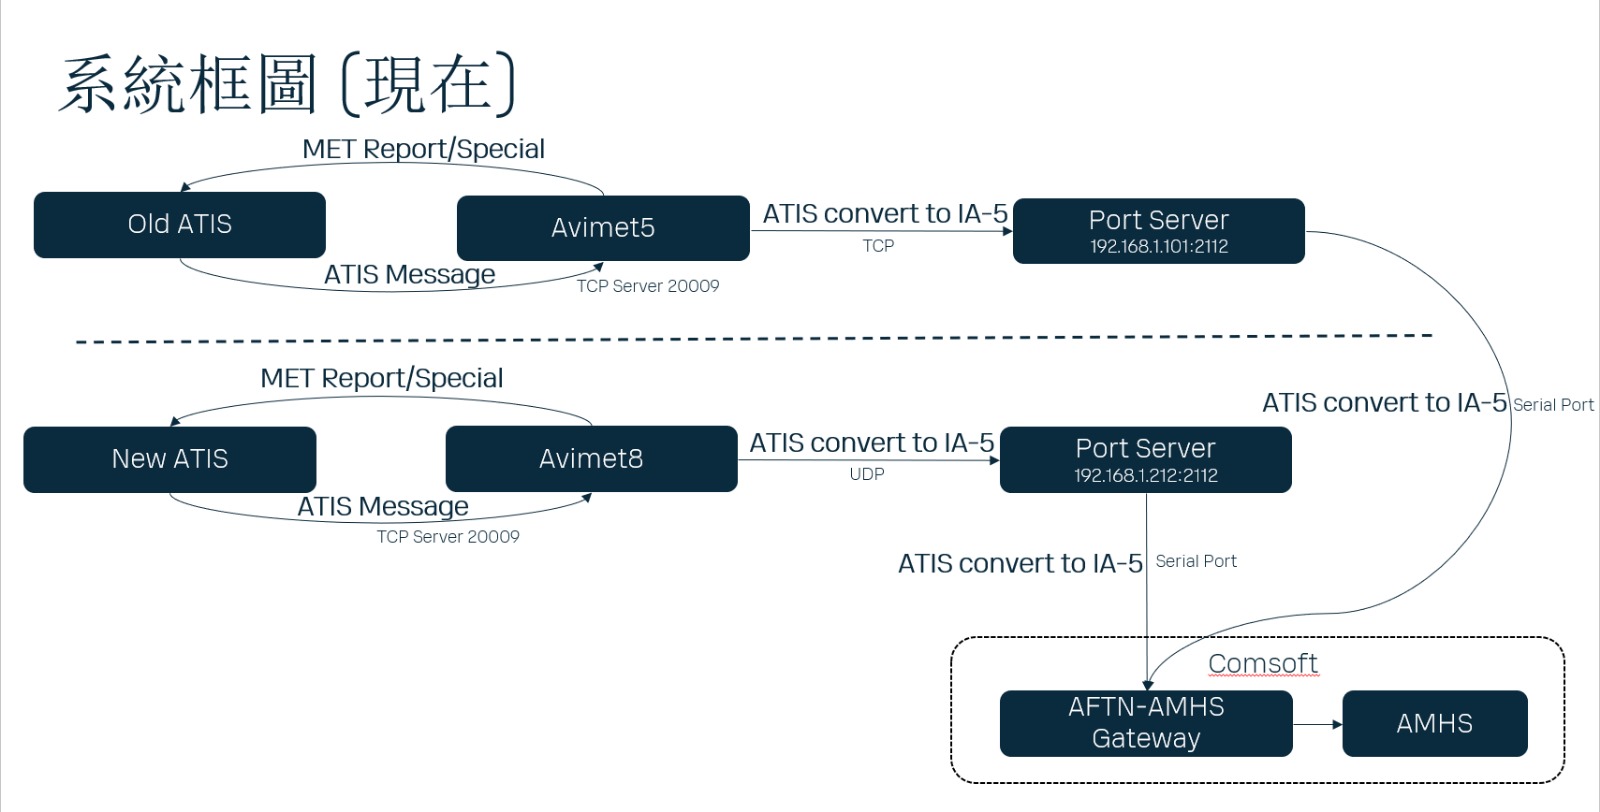 系統框圖 (現在)
MET Report/Special
Old ATIS
Avimet5
ATIS convert to IA-5
TCP
Port Server
192.168.1.101:2112
ATIS Message
TCP Server 20009
MET Report/Special
ATIS convert to IA-5
Serial Port
New ATIS
Avimet8
ATIS convert to IA-5
UDP
Port Server
192.168.1.212:2112
ATIS Message
TCP Server 20009
ATIS convert to IA-5
Serial Port
Comsoft
AFTN-AMHS
Gateway
AMHS